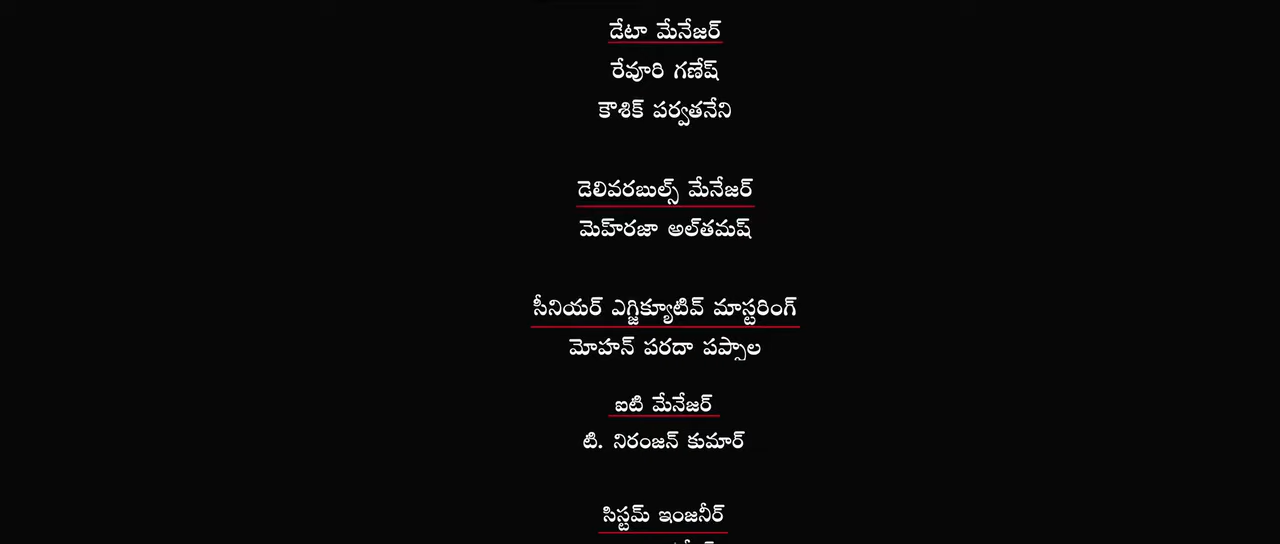 డేటా మేనేజర్
రేవూరి గణేష్
కౌశిక్ పర్వతనేని
డెలివరబుల్స్ మేనేజర్
మెహ్‌రజా అల్‌తమష్
సీనియర్ ఎగ్జిక్యూటివ్ మాస్టరింగ్
మోహన్ పరదా పప్పాల
ఐటి మేనేజర్
టి. నిరంజన్ కుమార్
సిస్టమ్ ఇంజనీర్